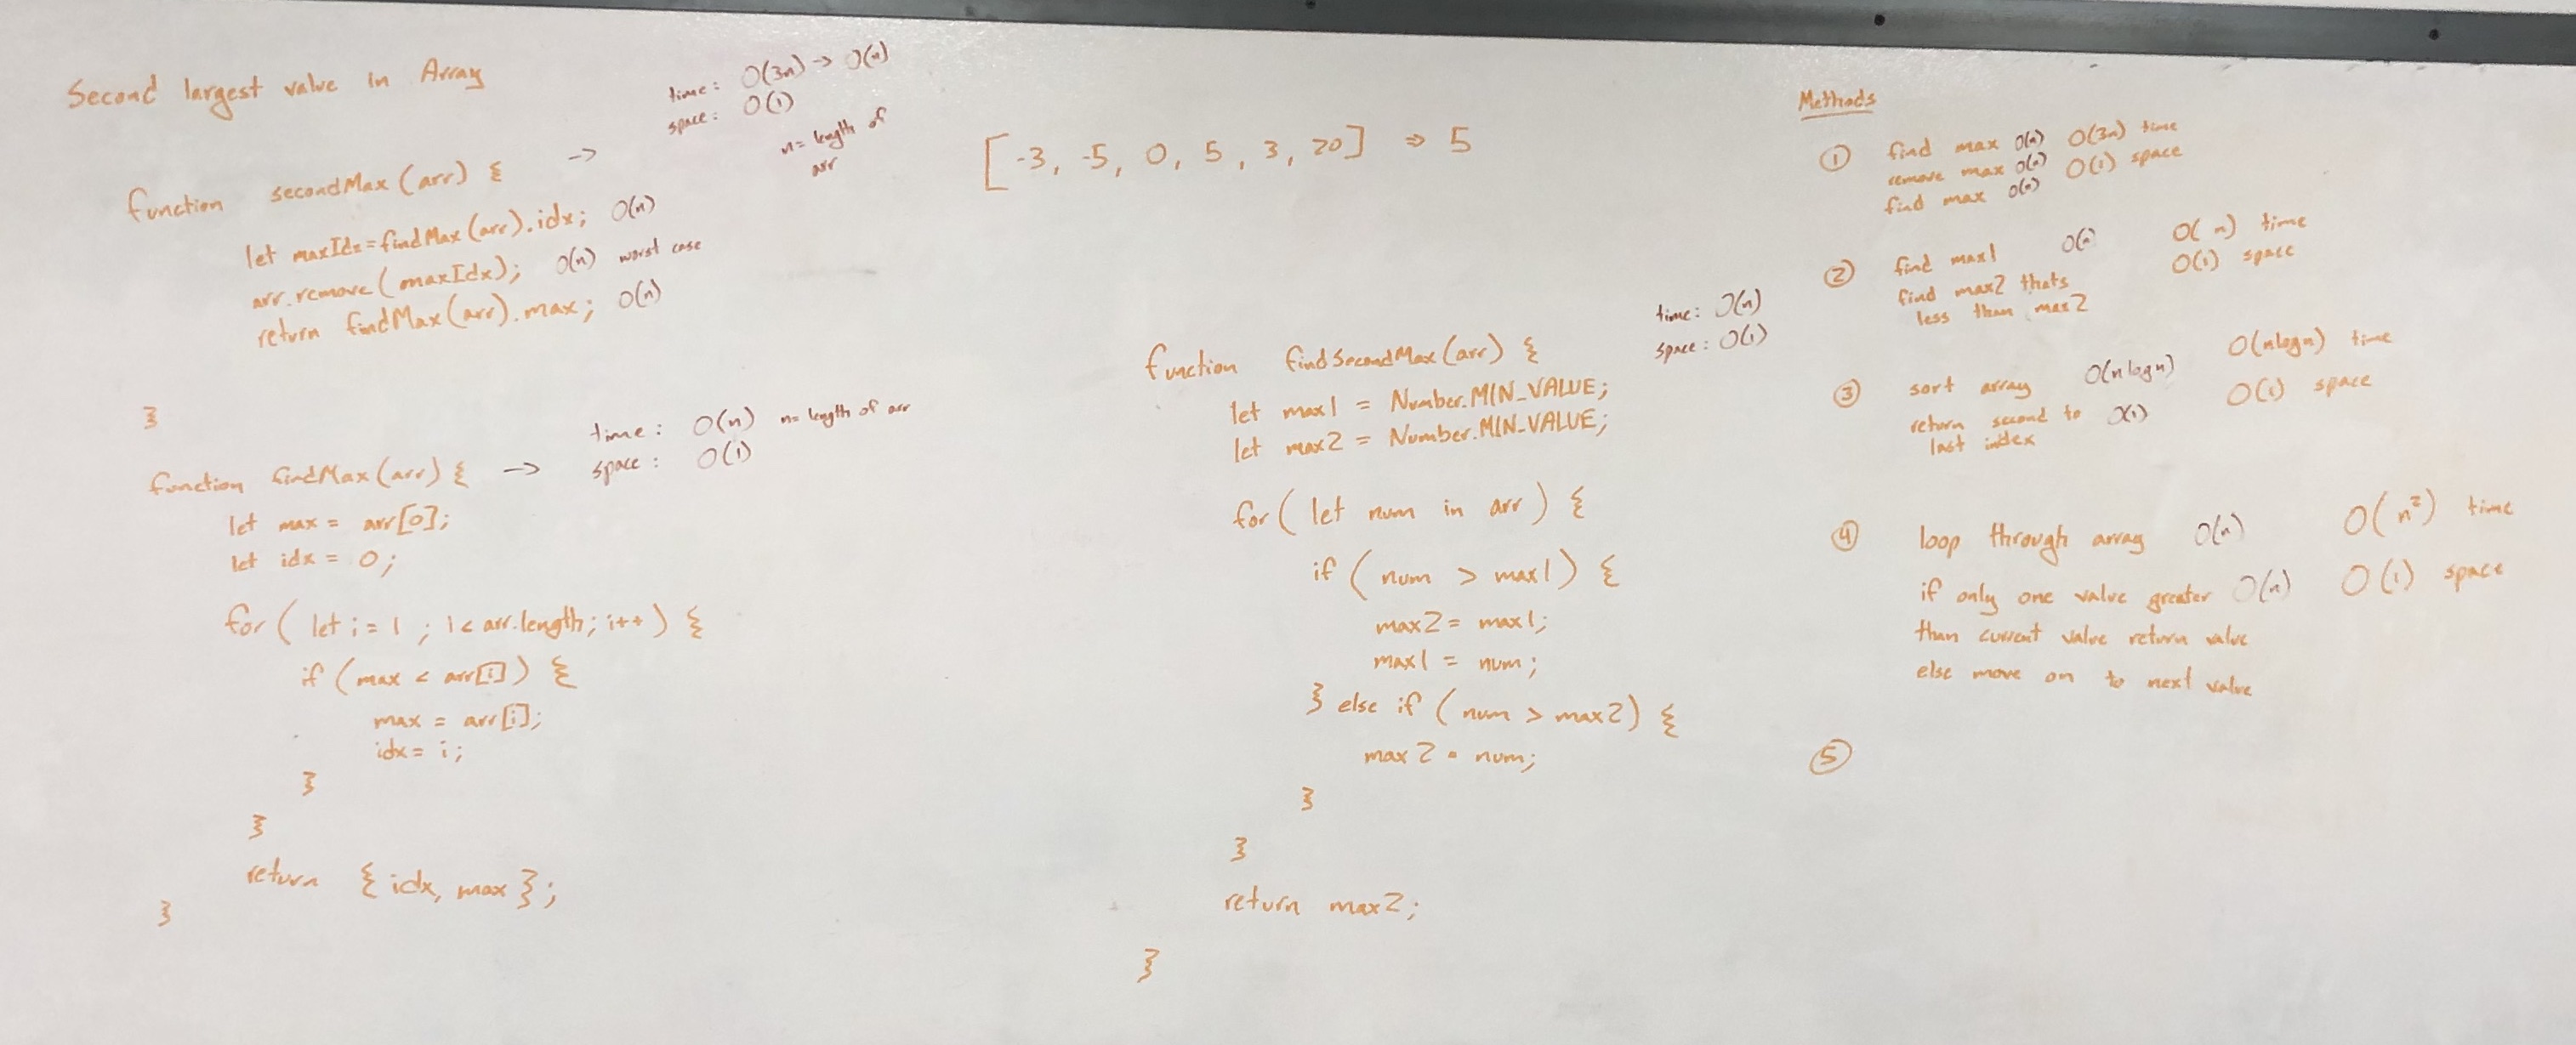 Second largest value in Array
time: O(3n) → O(n)
space: O(1)
n = length of
arr
function secondMax(arr) { →
let maxIdx = findMax(arr).idx; O(n)
arr.remove(maxIdx); O(n) worst case
return findMax(arr).max; O(n)
}
time: O(n) n= length of arr
space: O(1)
function findMax(arr) { →
let max = arr[0];
let idx = 0;
for ( let i = 1 ; i < arr.length; i++ ) {
if ( max < arr[i] ) {
max = arr[i];
idx = i;
}
}
return { idx, max };
}
[-3, -5, 0, 5, 3, 20] ⇒ 5
time: O(n)
space: O(1)
function findSecondMax(arr) {
let max1 = Number.MIN_VALUE;
let max2 = Number.MIN_VALUE;
for ( let num in arr ) {
if ( num > max1 ) {
max2 = max1;
max1 = num;
} else if ( num > max2 ) {
max2 = num;
}
}
return max2;
}
Methods
① find max O(n) O(3n) time
remove max O(n) O(1) space
find max O(n)
② find max1 O(n) O( n) time
find max2 thats O(1) space
less than max2
③ sort array O(nlogn) O(nlogn) time
return second to O(1) O(1) space
last index
④ loop through array O(n) O(n²) time
if only one value greater O(n) O(1) space
than current value return value
else move on to next value
⑤